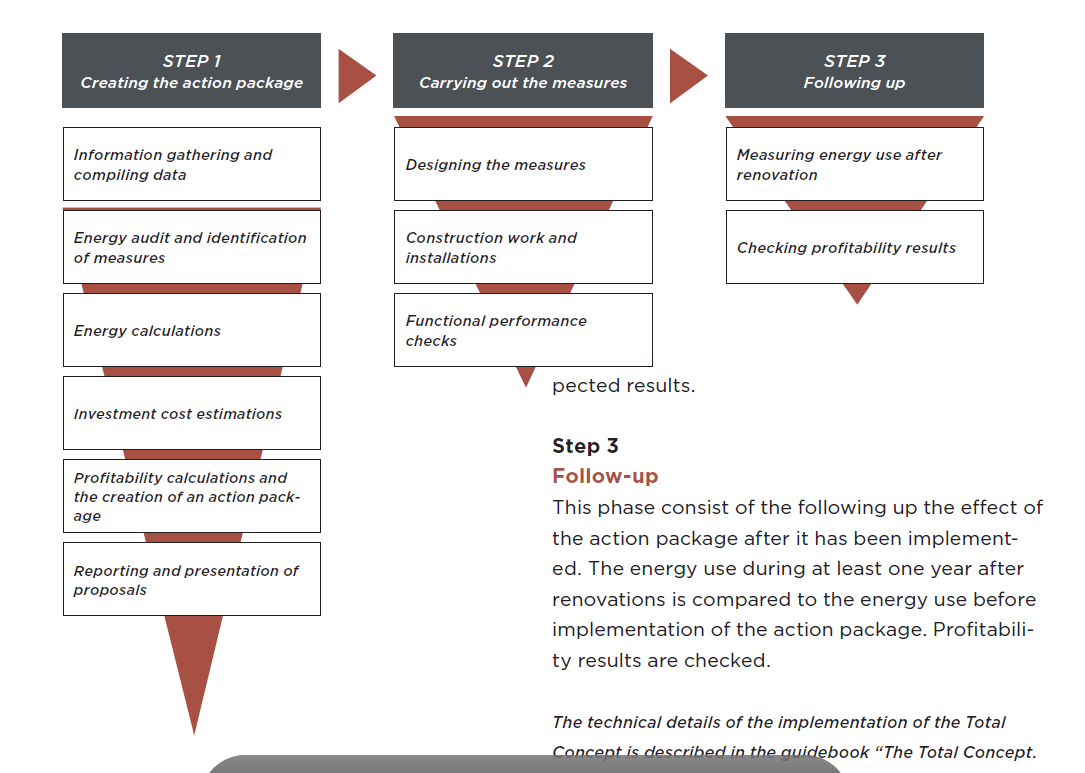 STEP 1
Creating the action package
Information gathering and
compiling data
Energy audit and identification
of measures
Energy calculations
Investment cost estimations
Profitability calculations and
the creation of an action pack-
age
Reporting and presentation of
proposals
STEP 2
Carrying out the measures
Designing the measures
Construction work and
installations
Functional performance
checks
STEP 3
Following up
Measuring energy use after
renovation
Checking profitability results
pected results.
Step 3
Follow-up
This phase consist of the following up the effect of
the action package after it has been implement-
ed. The energy use during at least one year after
renovations is compared to the energy use before
implementation of the action package. Profitabili-
ty results are checked.
The technical details of the implementation of the Total
Concept is described in the guidebook “The Total Concept.